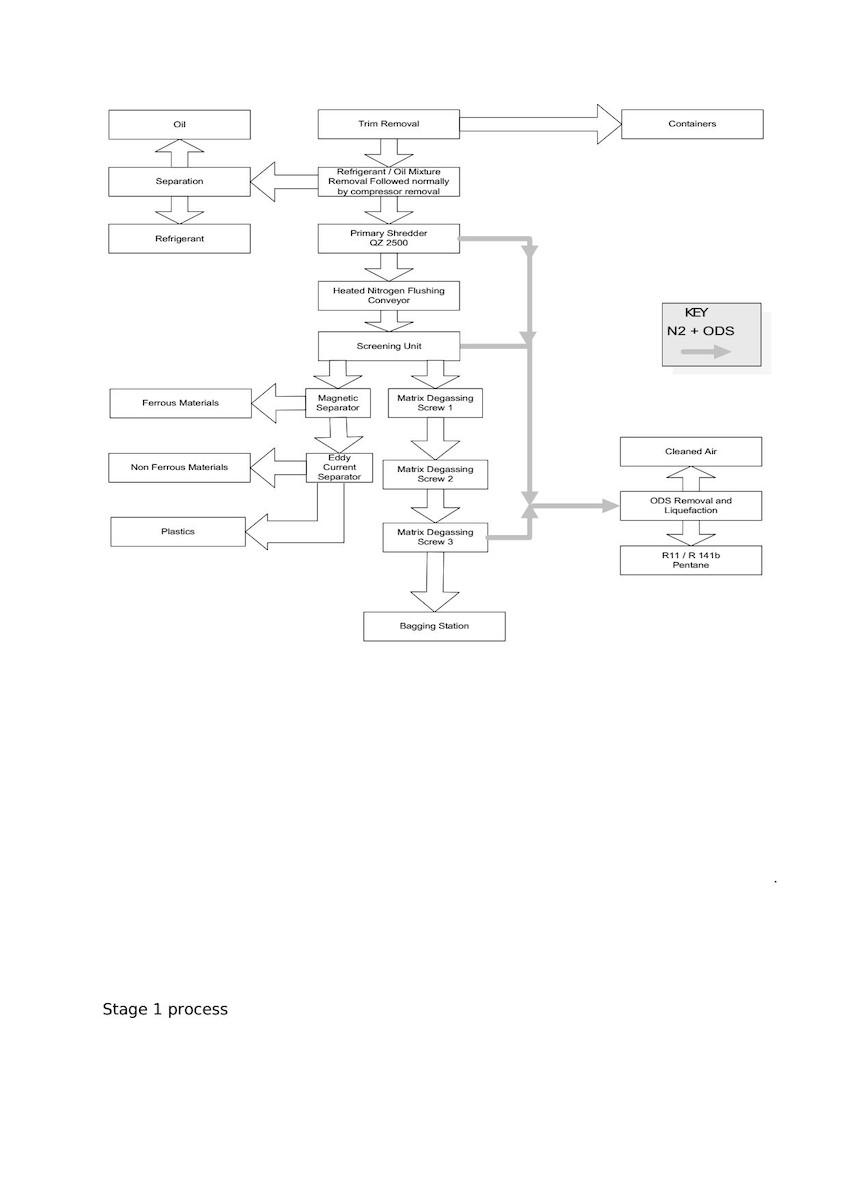 Oil
Trim Removal
Containers
Separation
Refrigerant / Oil Mixture
Removal Followed normally
by compressor removal
Refrigerant
Primary Shredder
QZ 2500
Heated Nitrogen Flushing
Conveyor
KEY
N2 + ODS
Screening Unit
Ferrous Materials
Magnetic
Separator
Matrix Degassing
Screw 1
Cleaned Air
Non Ferrous Materials
Eddy
Current
Separator
Matrix Degassing
Screw 2
ODS Removal and
Liquefaction
Plastics
Matrix Degassing
Screw 3
R11 / R 141b
Pentane
Bagging Station
.
Stage 1 process